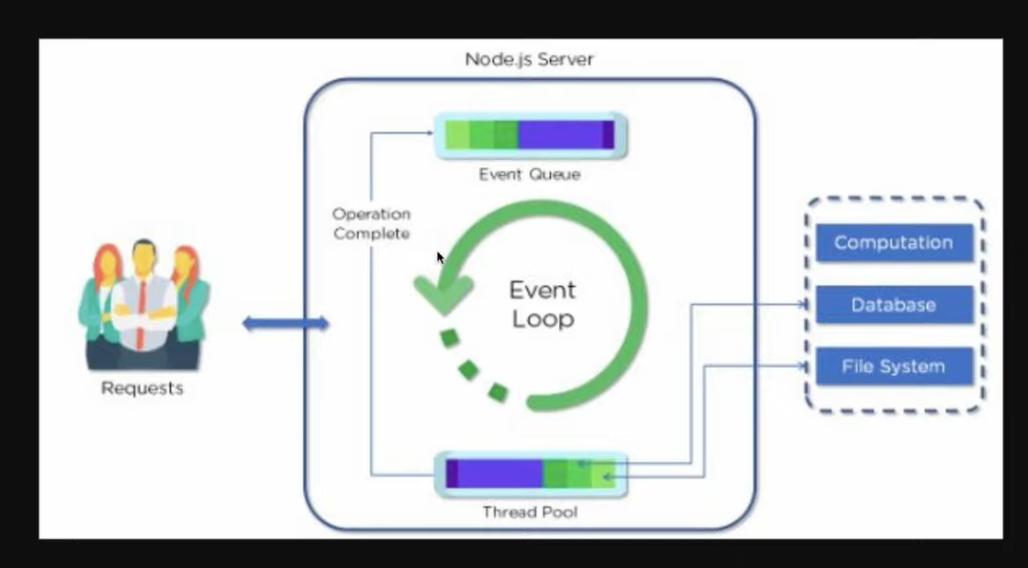 Node.js Server
Event Queue
Operation
Complete
Event
Loop
Computation
Database
File System
Requests
Thread Pool